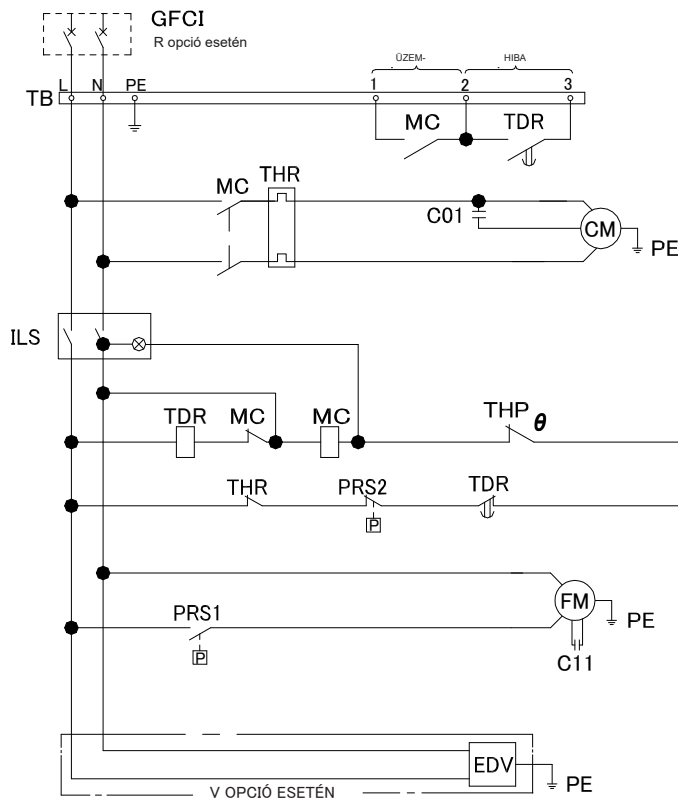 GFCI
R opció esetén
ÜZEM- HIBA
L N PE 1 2 3
TB
MC TDR
MC THR
C01 CM PE
ILS
TDR MC MC THP θ
THR PRS2 TDR
P
FM PE
PRS1
P C11
EDV PE
V OPCIÓ ESETÉN